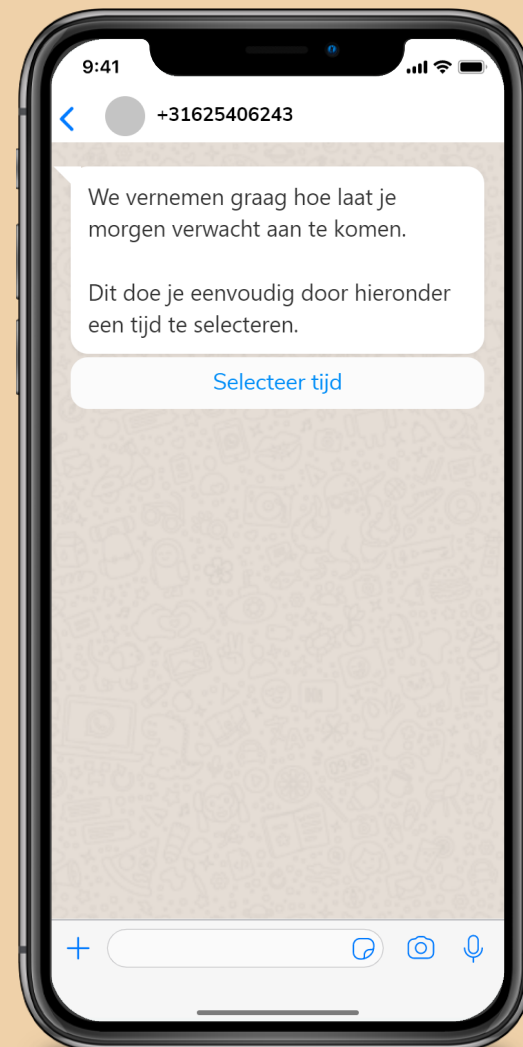 9:41
+31625406243
We vernemen graag hoe laat je
morgen verwacht aan te komen.
Dit doe je eenvoudig door hieronder
een tijd te selecteren.
Selecteer tijd